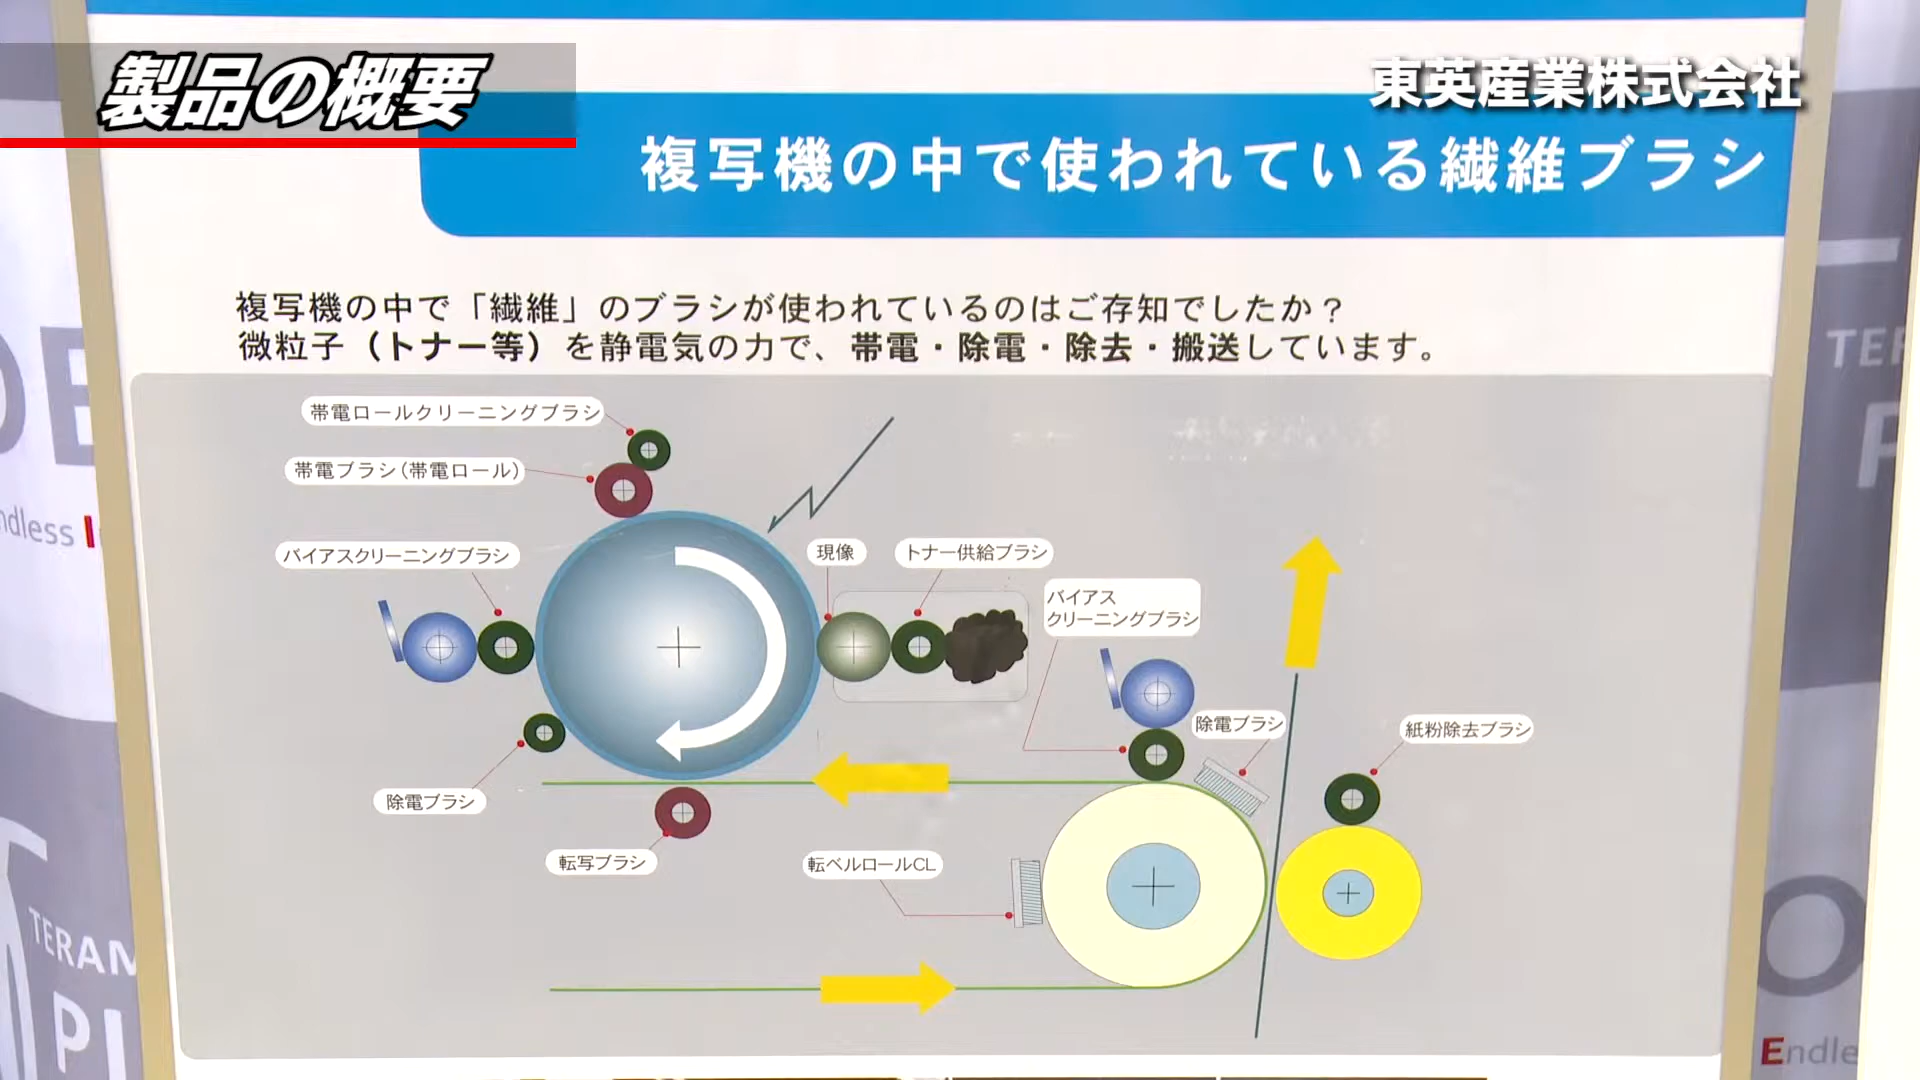 製品の概要
東英産業株式会社
複写機の中で使われている繊維ブラシ
複写機の中で「繊維」のブラシが使われているのはご存知でしたか？
微粒子（トナー等）を静電気の力で、帯電・除電・除去・搬送しています。
帯電ロールクリーニングブラシ
帯電ブラシ（帯電ロール）
バイアスクリーニングブラシ
現像
トナー供給ブラシ
バイアス
クリーニングブラシ
除電ブラシ
紙粉除去ブラシ
除電ブラシ
転写ブラシ
転ベルロールCL
ndless I
TERAM
PI
TER
P
O
Endle